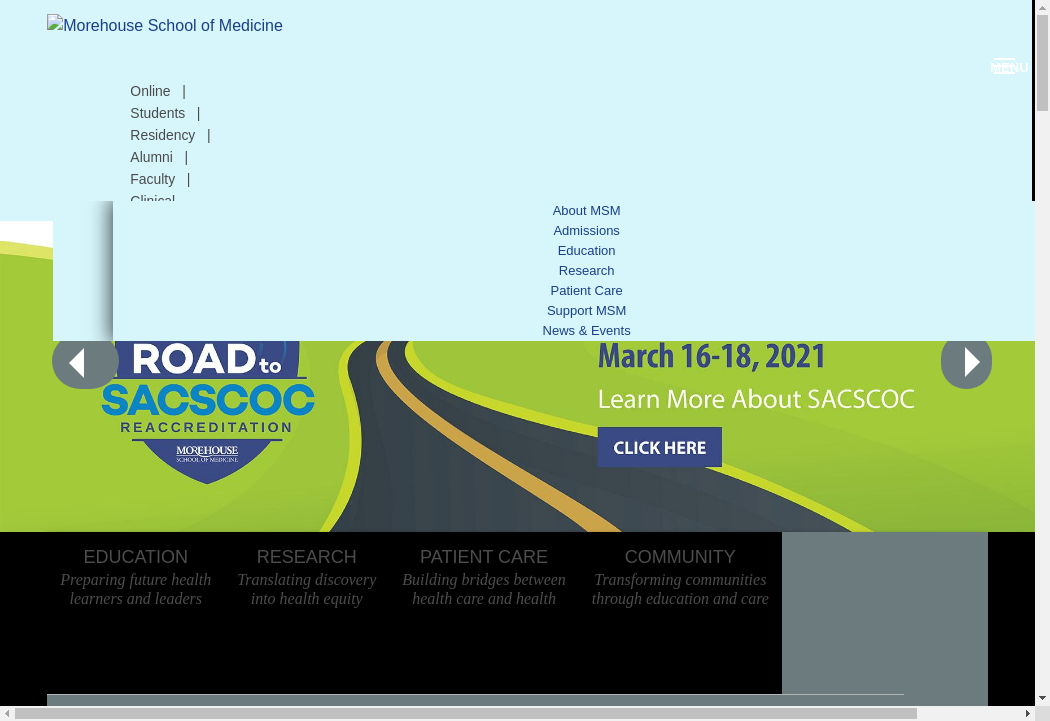 Morehouse School of Medicine
MENU
Online |
Students |
Residency |
Alumni |
Faculty |
Clinical
About MSM
Admissions
Education
Research
Patient Care
Support MSM
News & Events
ROAD to
SACSCOC
REACCREDITATION
MOREHOUSE
SCHOOL OF MEDICINE
March 16-18, 2021
Learn More About SACSCOC
CLICK HERE
EDUCATION
Preparing future health
learners and leaders
RESEARCH
Translating discovery
into health equity
PATIENT CARE
Building bridges between
health care and health
COMMUNITY
Transforming communities
through education and care